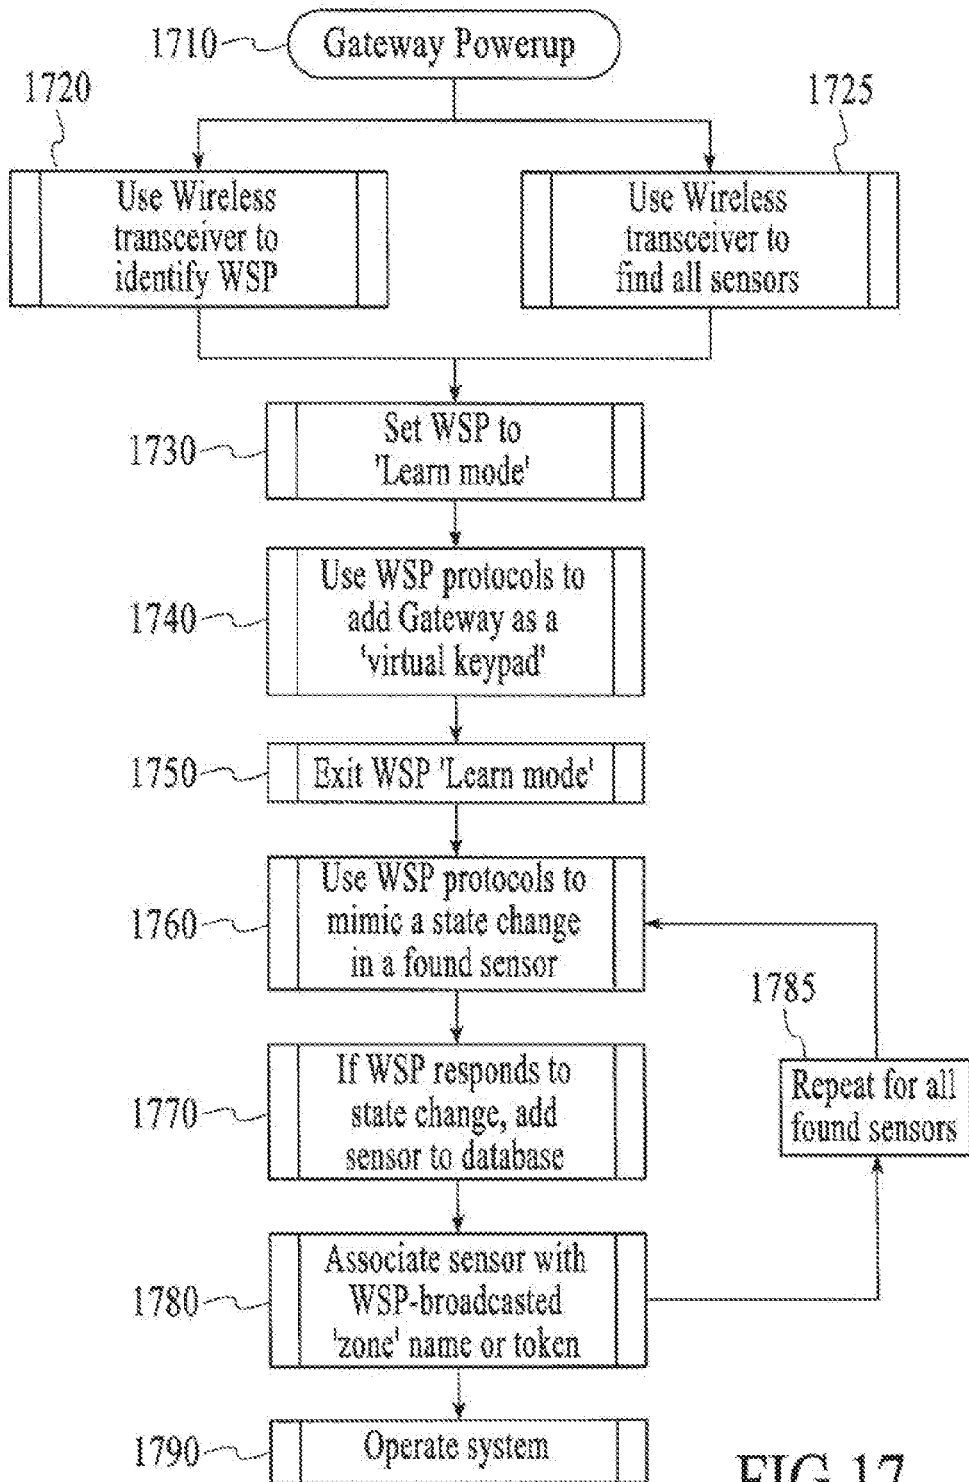 1710
Gateway Powerup
1720
1725
Use Wireless
transceiver to
identify WSP
Use Wireless
transceiver to
find all sensors
1730
Set WSP to
'Learn mode'
1740
Use WSP protocols to
add Gateway as a
'virtual keypad'
1750
Exit WSP 'Learn mode'
1760
Use WSP protocols to
mimic a state change
in a found sensor
1785
Repeat for all
found sensors
1770
If WSP responds to
state change, add
sensor to database
1780
Associate sensor with
WSP-broadcasted
'zone' name or token
1790
Operate system
FIG.17